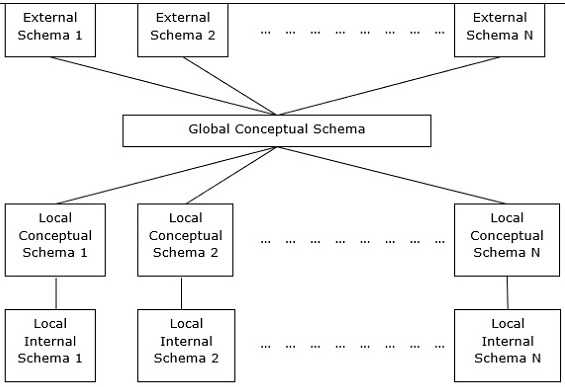 External
Schema 1
External
Schema 2
... ... ... ... ... ... ... ...
External
Schema N
Global Conceptual Schema
Local
Conceptual
Schema 1
Local
Conceptual
Schema 2
... ... ... ... ... ... ... ...
Local
Conceptual
Schema N
Local
Internal
Schema 1
Local
Internal
Schema 2
... ... ... ... ... ... ... ...
Local
Internal
Schema N